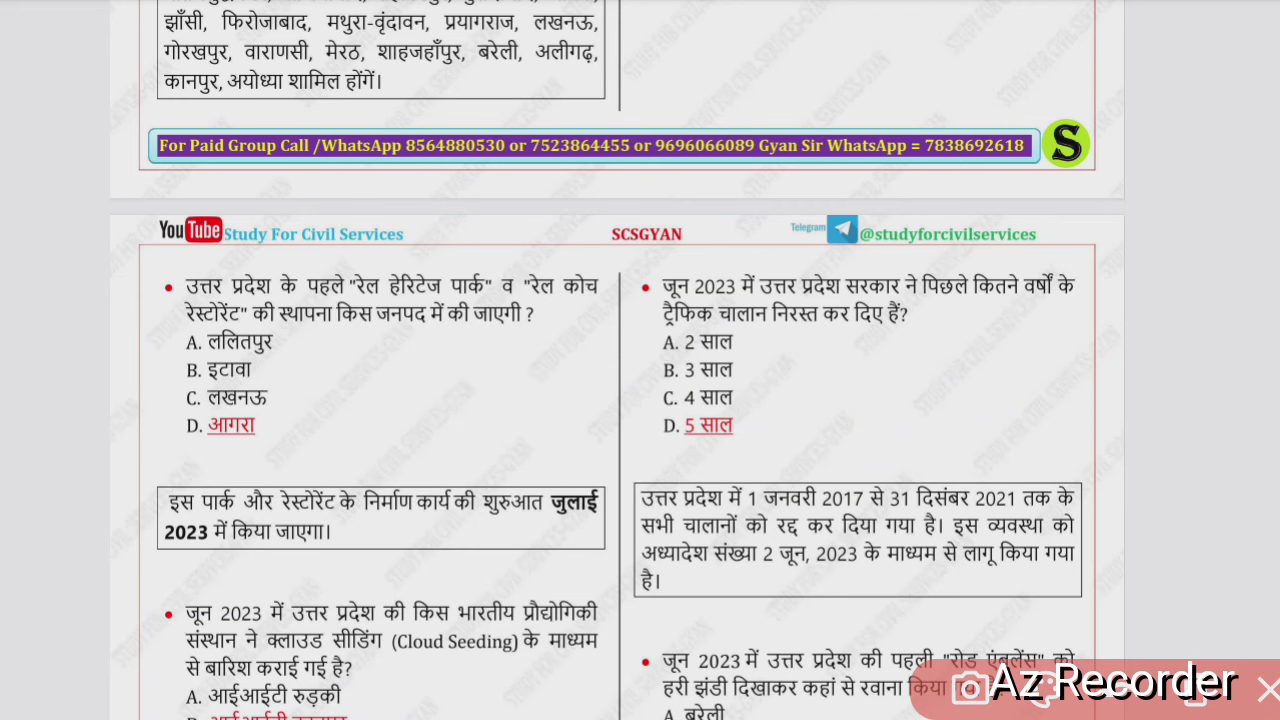 झाँसी, फिरोजाबाद, मथुरा-वृंदावन, प्रयागराज, लखनऊ,
गोरखपुर, वाराणसी, मेरठ, शाहजहाँपुर, बरेली, अलीगढ़,
कानपुर, अयोध्या शामिल होंगें।
For Paid Group Call /WhatsApp 8564880530 or 7523864455 or 9696066089 Gyan Sir WhatsApp = 7838692618
S
YouTube Study For Civil Services
SCSGYAN
Telegram @studyforcivilservices
• उत्तर प्रदेश के पहले "रेल हेरिटेज पार्क" व "रेल कोच
रेस्टोरेंट" की स्थापना किस जनपद में की जाएगी ?
A. ललितपुर
B. इटावा
C. लखनऊ
D. आगरा
इस पार्क और रेस्टोरेंट के निर्माण कार्य की शुरुआत जुलाई
2023 में किया जाएगा।
• जून 2023 में उत्तर प्रदेश की किस भारतीय प्रौद्योगिकी
संस्थान ने क्लाउड सीडिंग (Cloud Seeding) के माध्यम
से बारिश कराई गई है?
A. आईआईटी रुड़की
• जून 2023 में उत्तर प्रदेश सरकार ने पिछले कितने वर्षों के
ट्रैफिक चालान निरस्त कर दिए हैं?
A. 2 साल
B. 3 साल
C. 4 साल
D. 5 साल
उत्तर प्रदेश में 1 जनवरी 2017 से 31 दिसंबर 2021 तक के
सभी चालानों को रद्द कर दिया गया है। इस व्यवस्था को
अध्यादेश संख्या 2 जून, 2023 के माध्यम से लागू किया गया
है।
• जून 2023 में उत्तर प्रदेश की पहली "रोड एंबुलेंस" को
हरी झंडी दिखाकर कहां से रवाना किया
A. बरेली
Az Recorder